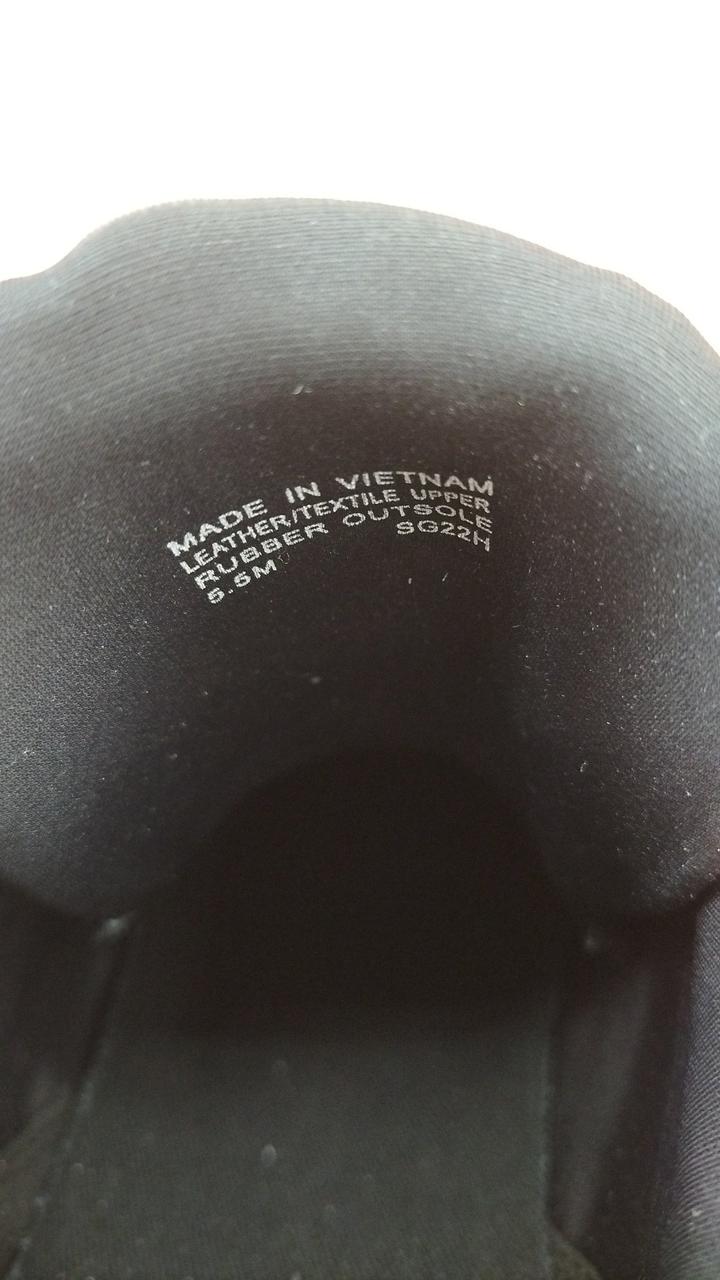 MADE IN VIETNAM
LEATHER/TEXTILE UPPER
RUBBER OUTSOLE
5.5M SG22H